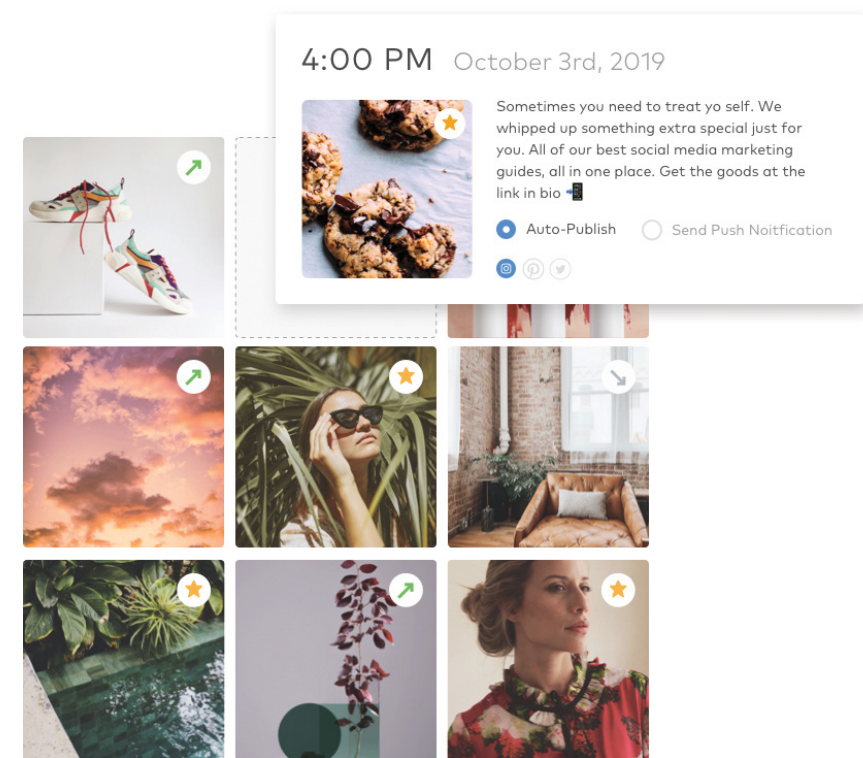 4:00 PM October 3rd, 2019
Sometimes you need to treat yo self. We
whipped up something extra special just for
you. All of our best social media marketing
guides, all in one place. Get the goods at the
link in bio 📲
Auto-Publish Send Push Noitfication